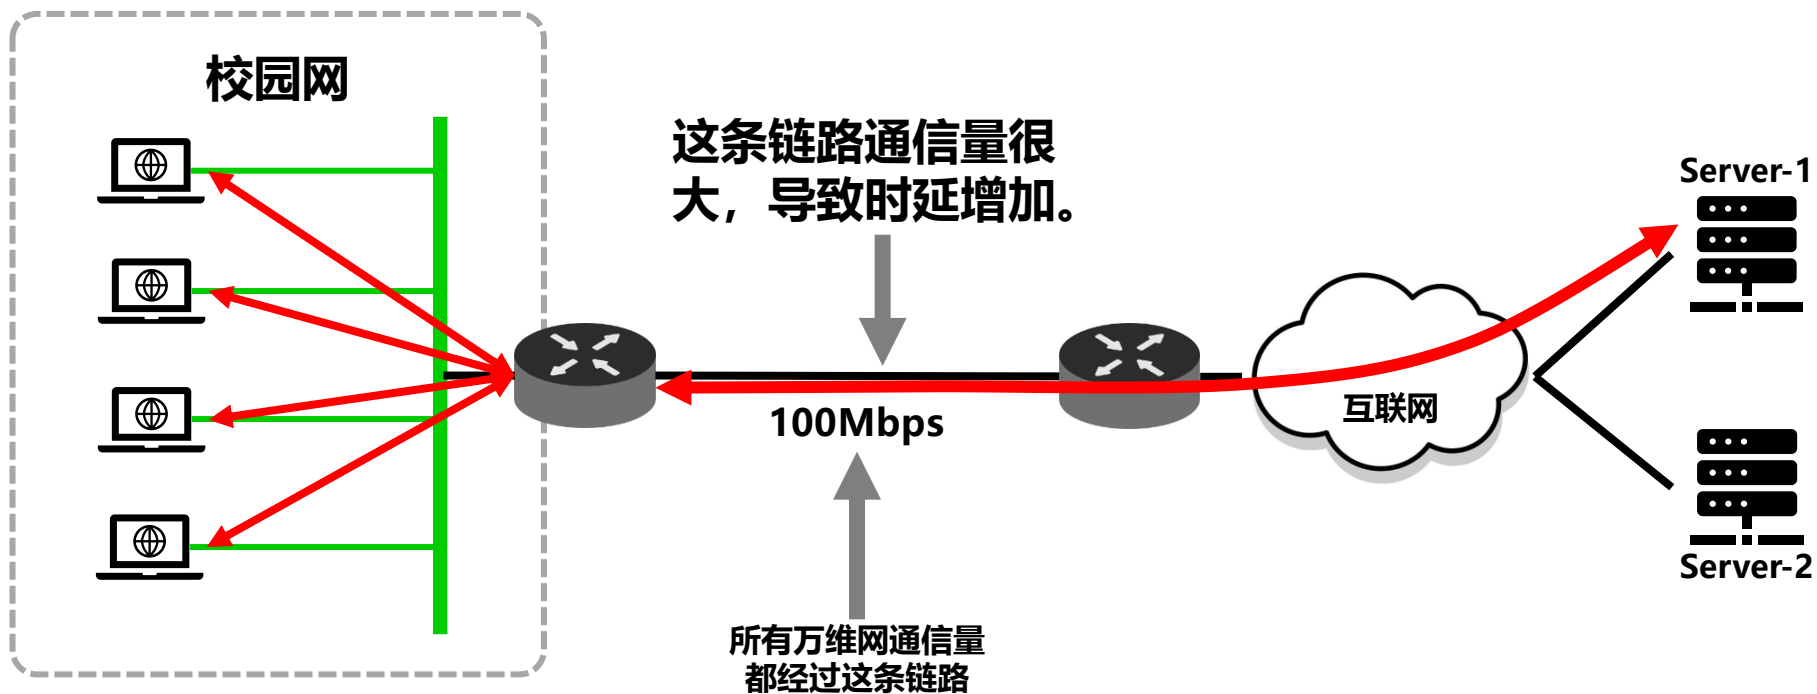 校园网
这条链路通信量很
大，导致时延增加。
Server-1
互联网
100Mbps
Server-2
所有万维网通信量
都经过这条链路